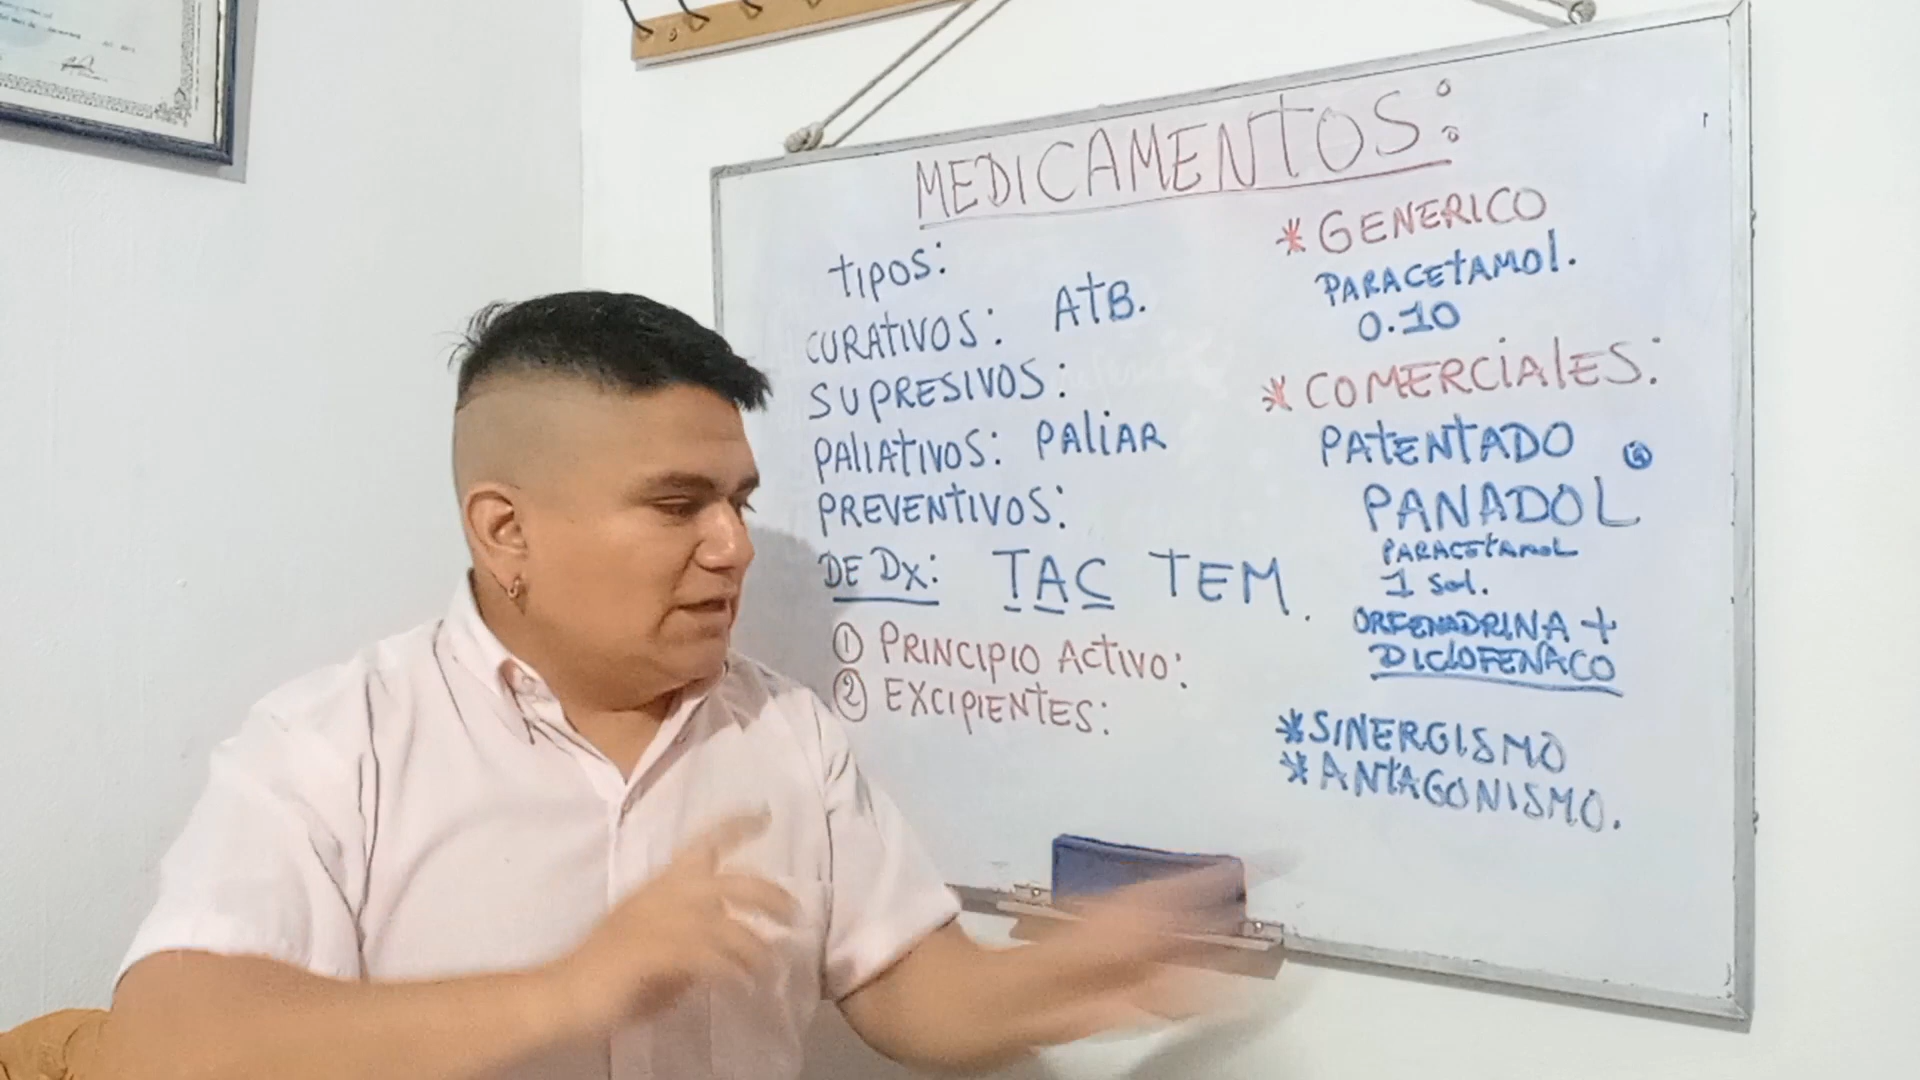 MEDICAMENTOS:
TIPOS:
CURATIVOS: ATB.
SUPRESIVOS:
PALIATIVOS: PALIAR
PREVENTIVOS:
DE DX: TAC TEM.
① PRINCIPIO ACTIVO:
② EXCIPIENTES:
* GENERICO
PARACETAMOL.
0.10
* COMERCIALES:
PATENTADO
PANADOL
PARACETAMOL
1 Sol.
ORFENADRINA +
DICLOFENACO
* SINERGISMO
* ANTAGONISMO.